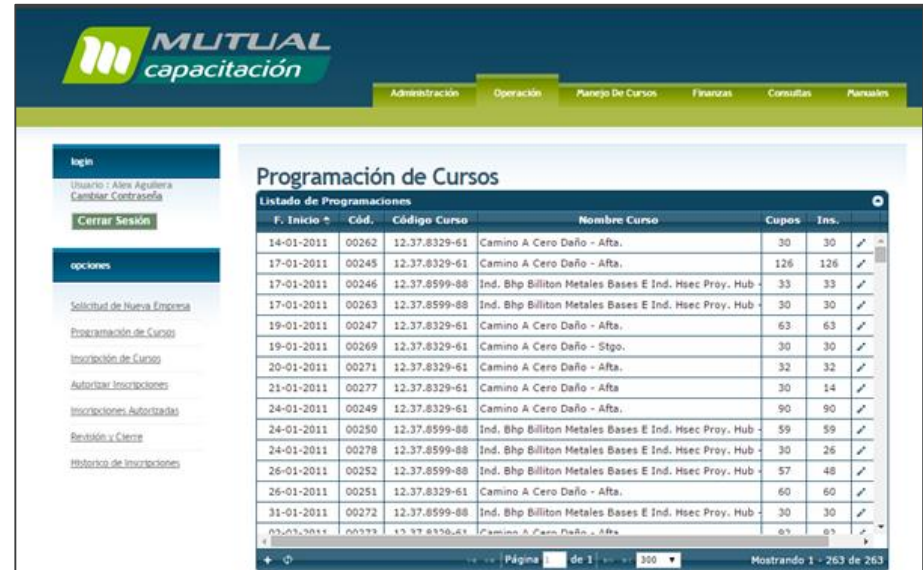 MUTUAL
capacitación
Administración Operación Manejo De Cursos Finanzas Consultas Manuales
login
Usuario : Alex Aguilera
Cambiar Contraseña
Cerrar Sesión
opciones
Solicitud de Nueva Empresa
Programación de Cursos
Inscripción de Cursos
Autorizar Inscripciones
Inscripciones Autorizadas
Revisión y Cierre
Historico de Inscripciones
Programación de Cursos
Listado de Programaciones
F. Inicio Cód. Código Curso Nombre Curso Cupos Ins.
14-01-2011 00262 12.37.8329-61 Camino A Cero Daño - Afta. 30 30
17-01-2011 00245 12.37.8329-61 Camino A Cero Daño - Afta. 126 126
17-01-2011 00246 12.37.8599-88 Ind. Bhp Billiton Metales Bases E Ind. Hsec Proy. Hub - 33 33
17-01-2011 00263 12.37.8599-88 Ind. Bhp Billiton Metales Bases E Ind. Hsec Proy. Hub - 30 30
19-01-2011 00247 12.37.8329-61 Camino A Cero Daño - Afta. 63 63
19-01-2011 00269 12.37.8329-61 Camino A Cero Daño - Stgo. 30 30
20-01-2011 00271 12.37.8329-61 Camino A Cero Daño - Afta. 32 32
21-01-2011 00277 12.37.8329-61 Camino A Cero Daño - Afta 30 14
24-01-2011 00249 12.37.8329-61 Camino A Cero Daño - Afta. 90 90
24-01-2011 00250 12.37.8599-88 Ind. Bhp Billiton Metales Bases E Ind. Hsec Proy. Hub - 59 59
24-01-2011 00278 12.37.8599-88 Ind. Bhp Billiton Metales Bases E Ind. Hsec Proy. Hub - 30 26
26-01-2011 00252 12.37.8599-88 Ind. Bhp Billiton Metales Bases E Ind. Hsec Proy. Hub - 57 48
26-01-2011 00251 12.37.8329-61 Camino A Cero Daño - Afta. 60 60
31-01-2011 00272 12.37.8599-88 Ind. Bhp Billiton Metales Bases E Ind. Hsec Proy. Hub - 30 30
02-02-2011 00273 12.37.8329-61 Camino A Cero Daño - Afta. 92 92
Página 1 de 1 300 Mostrando 1 - 263 de 263